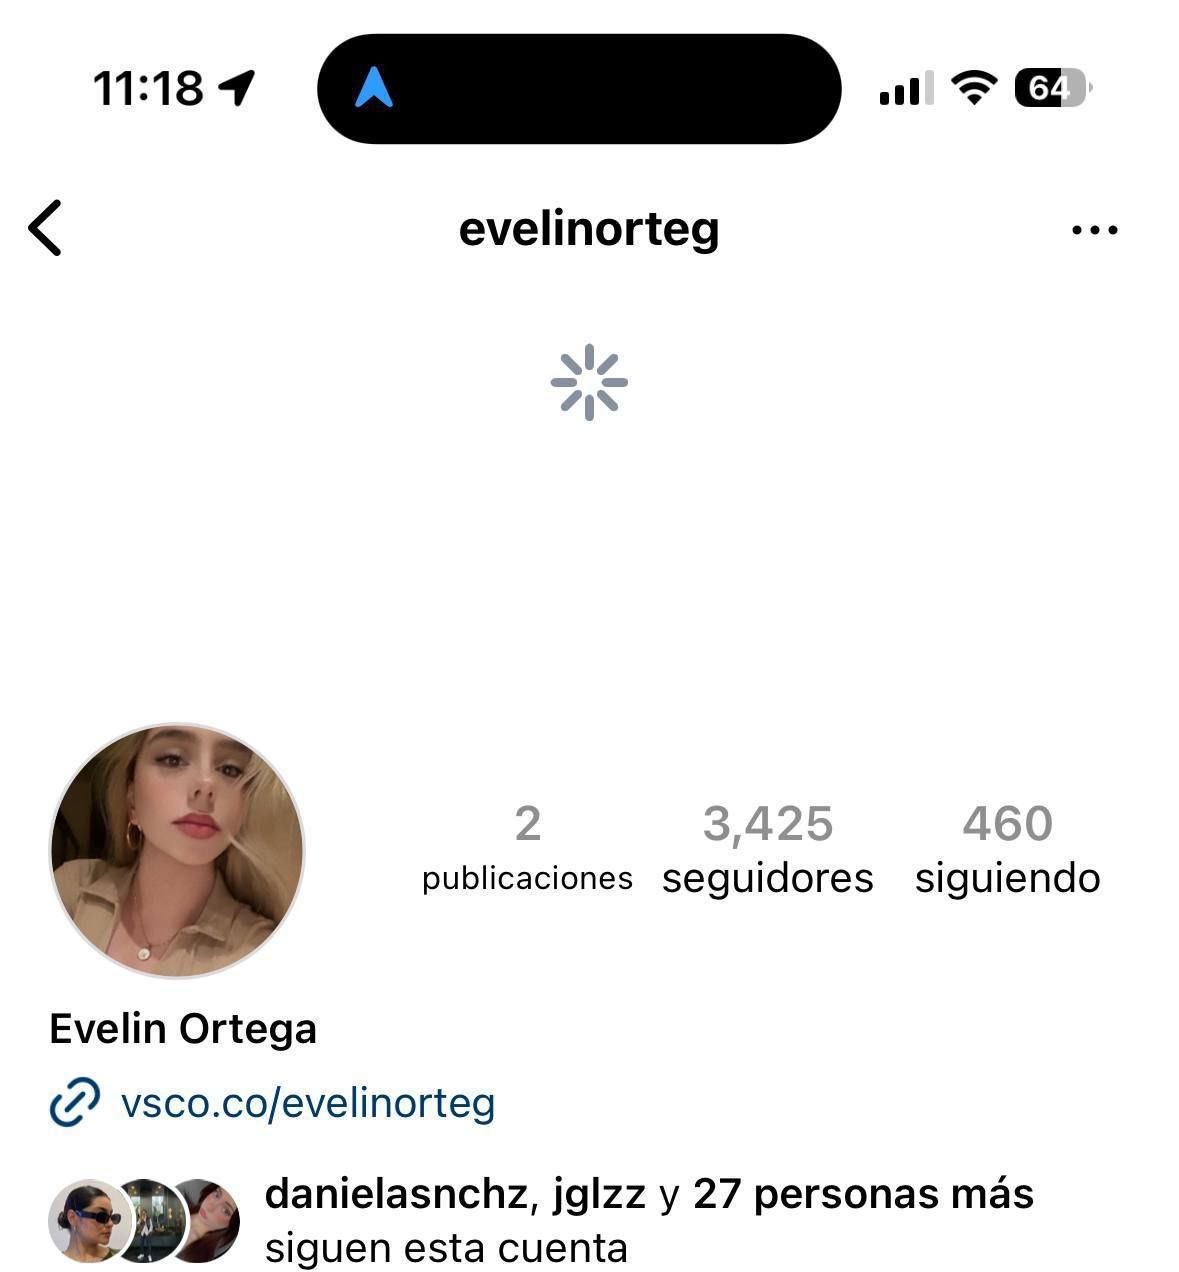 11:18
64
evelinorteg
2 3,425 460
publicaciones seguidores siguiendo
Evelin Ortega
vsco.co/evelinorteg
danielasnchz, jglzz y 27 personas más
siguen esta cuenta